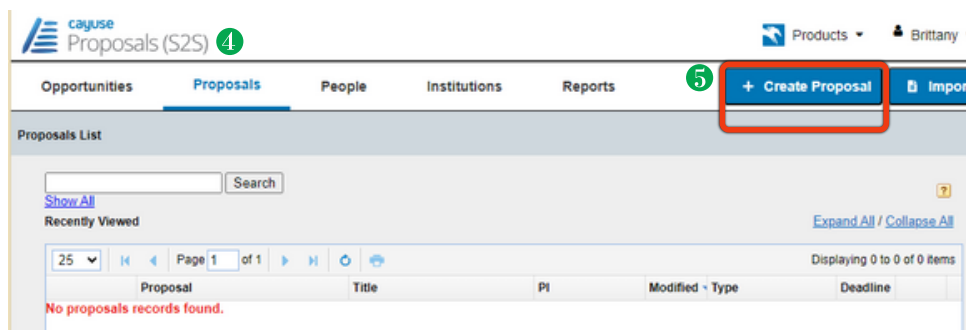 cayuse
Proposals (S2S) 4
Products Brittany
Opportunities Proposals People Institutions Reports 5 + Create Proposal Impor
Proposals List
Search
Show All
?
Recently Viewed Expand All / Collapse All
25 Page 1 of 1 Displaying 0 to 0 of 0 items
Proposal Title PI Modified Type Deadline
No proposals records found.